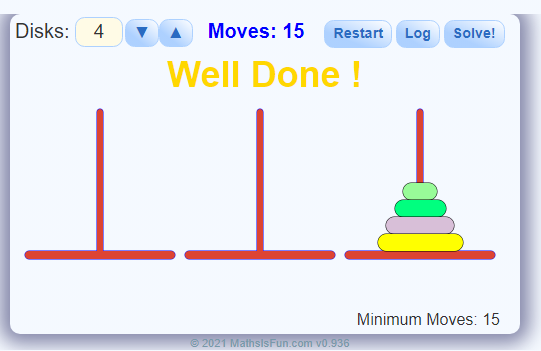 Disks: 4 ▼ ▲ Moves: 15 Restart Log Solve!
Well Done !
Minimum Moves: 15
© 2021 MathsIsFun.com v0.936